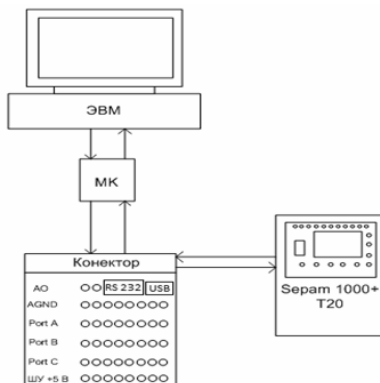 ЭВМ
МК
Конектор
АО RS 232 USB
AGND
Port A
Port B
Port C
ШУ +5 В
Sepam 1000+
T20